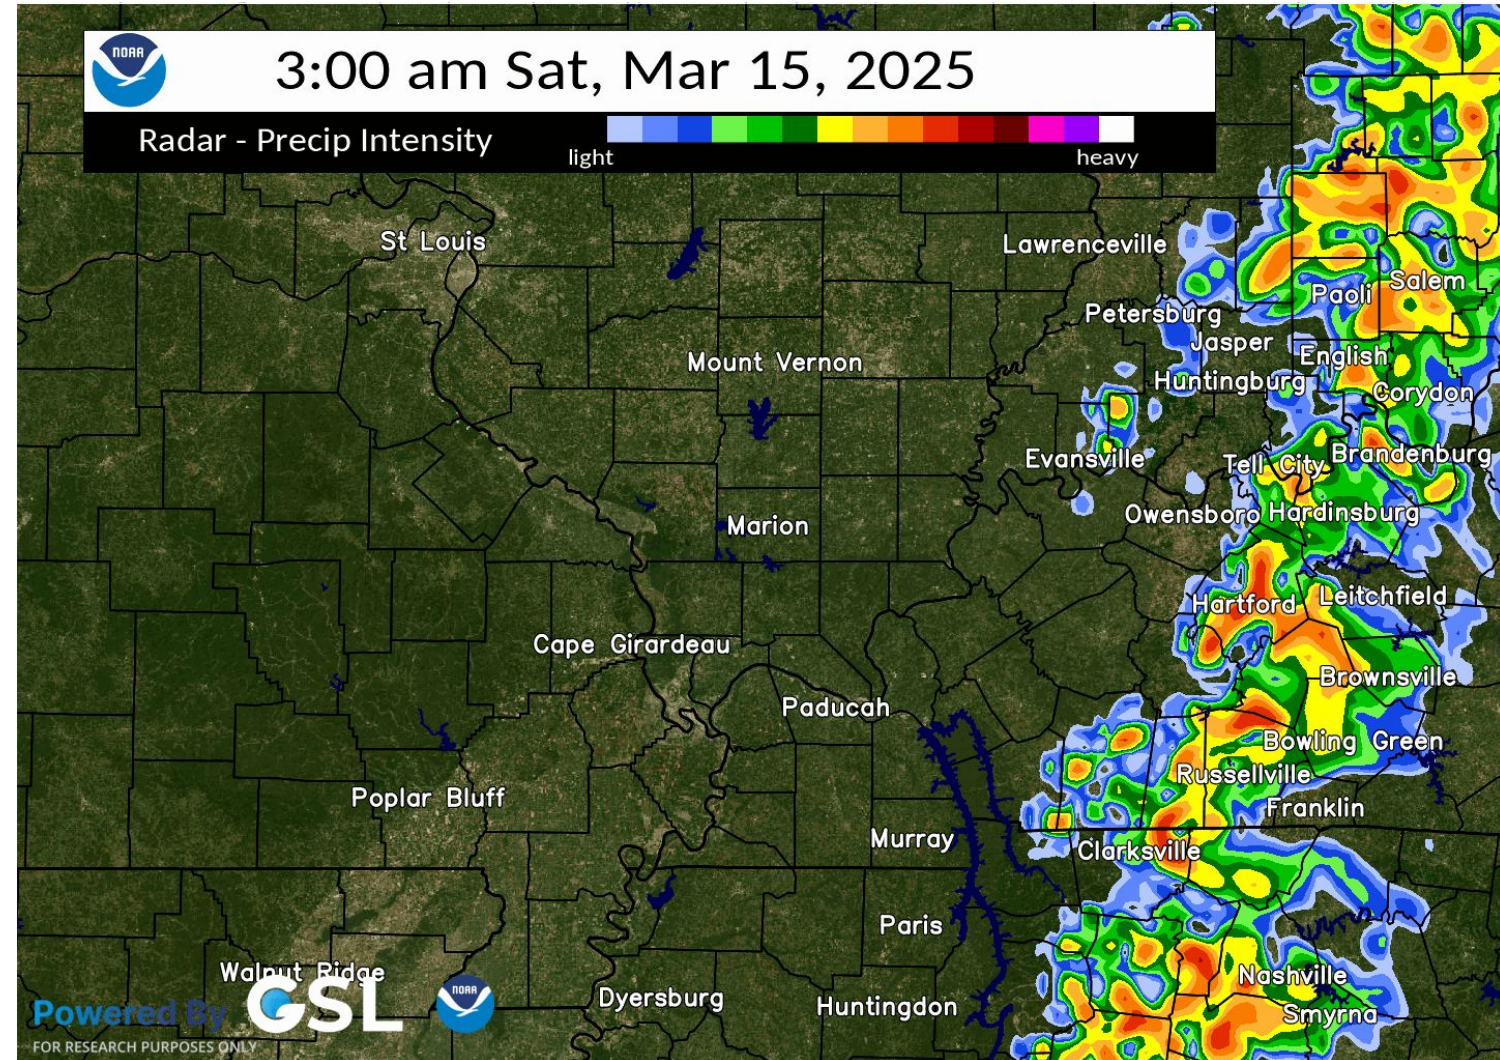 NOAA
3:00 am Sat, Mar 15, 2025
Radar - Precip Intensity
light
heavy
St Louis
Lawrenceville
Salem
Paoli
Petersburg
Jasper
English
Mount Vernon
Huntingburg
Corydon
Evansville
Tell City
Brandenburg
Owensboro
Hardinsburg
Marion
Hartford
Leitchfield
Cape Girardeau
Brownsville
Paducah
Bowling Green
Russellville
Poplar Bluff
Franklin
Murray
Clarksville
Paris
Walnut Ridge
Nashville
NOAA
Dyersburg
Huntingdon
Smyrna
Powered By GSL
FOR RESEARCH PURPOSES ONLY